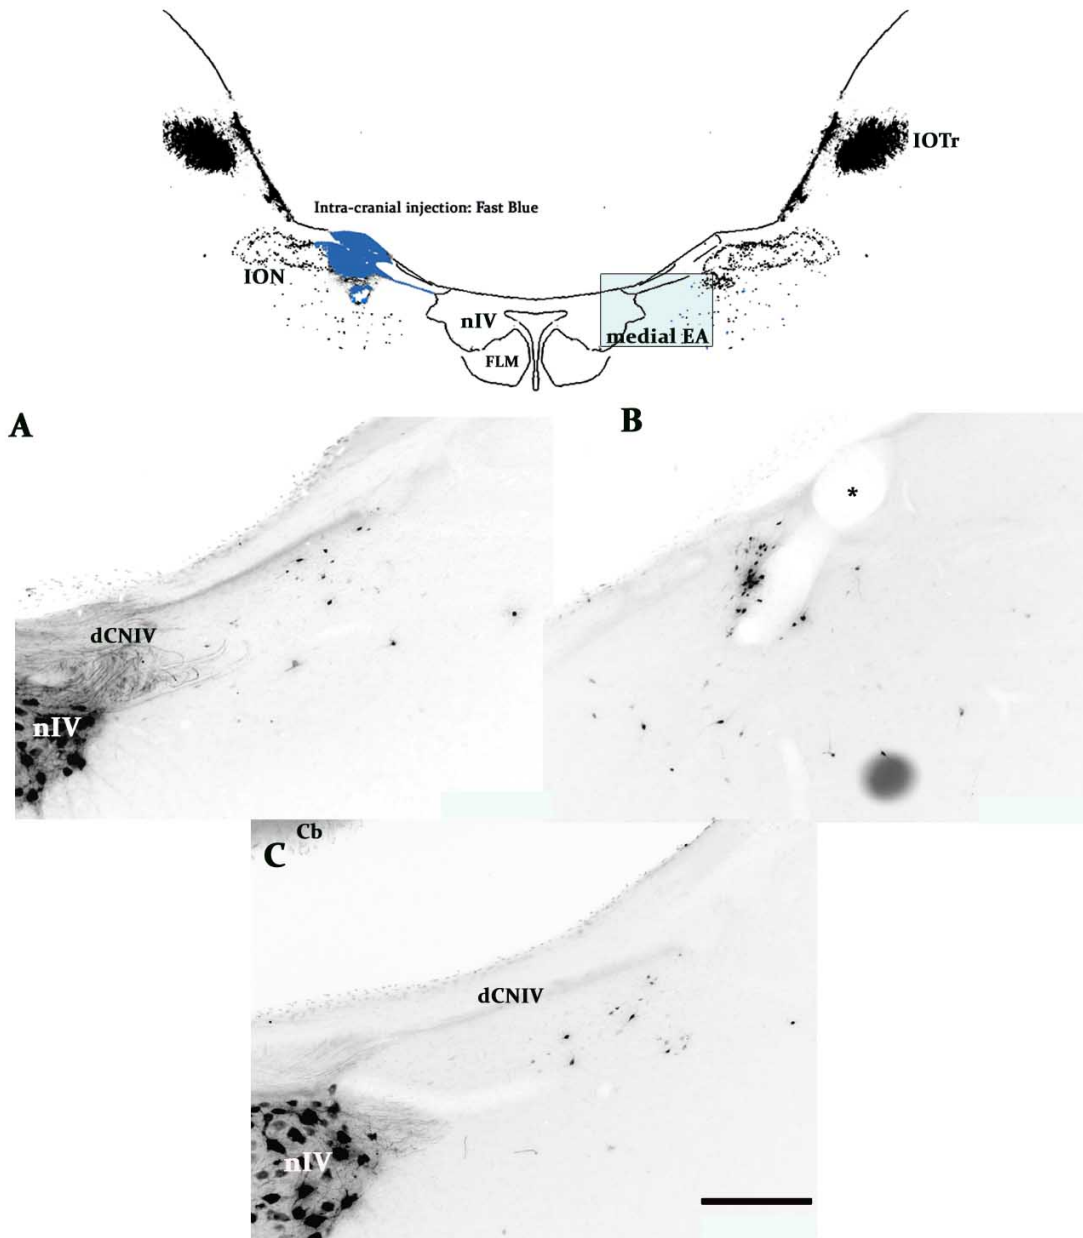 IOTr
Intra-cranial injection: Fast Blue
ION
nIV
medial EA
FLM
A
B
*
dCNIV
nIV
Cb
C
dCNIV
nIV